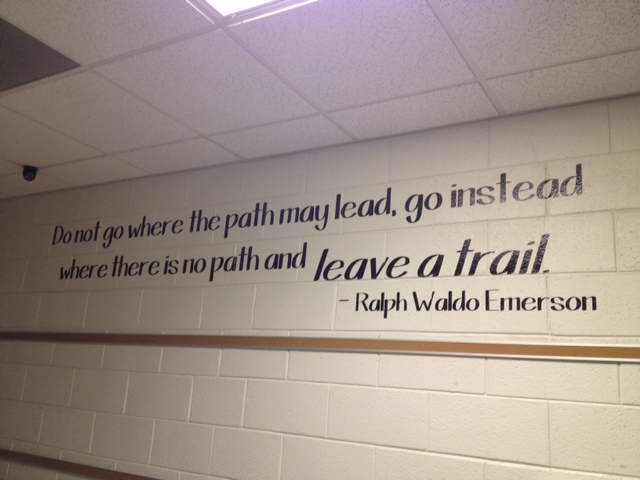 Do not go where the path may lead, go instead
where there is no path and leave a trail.
- Ralph Waldo Emerson